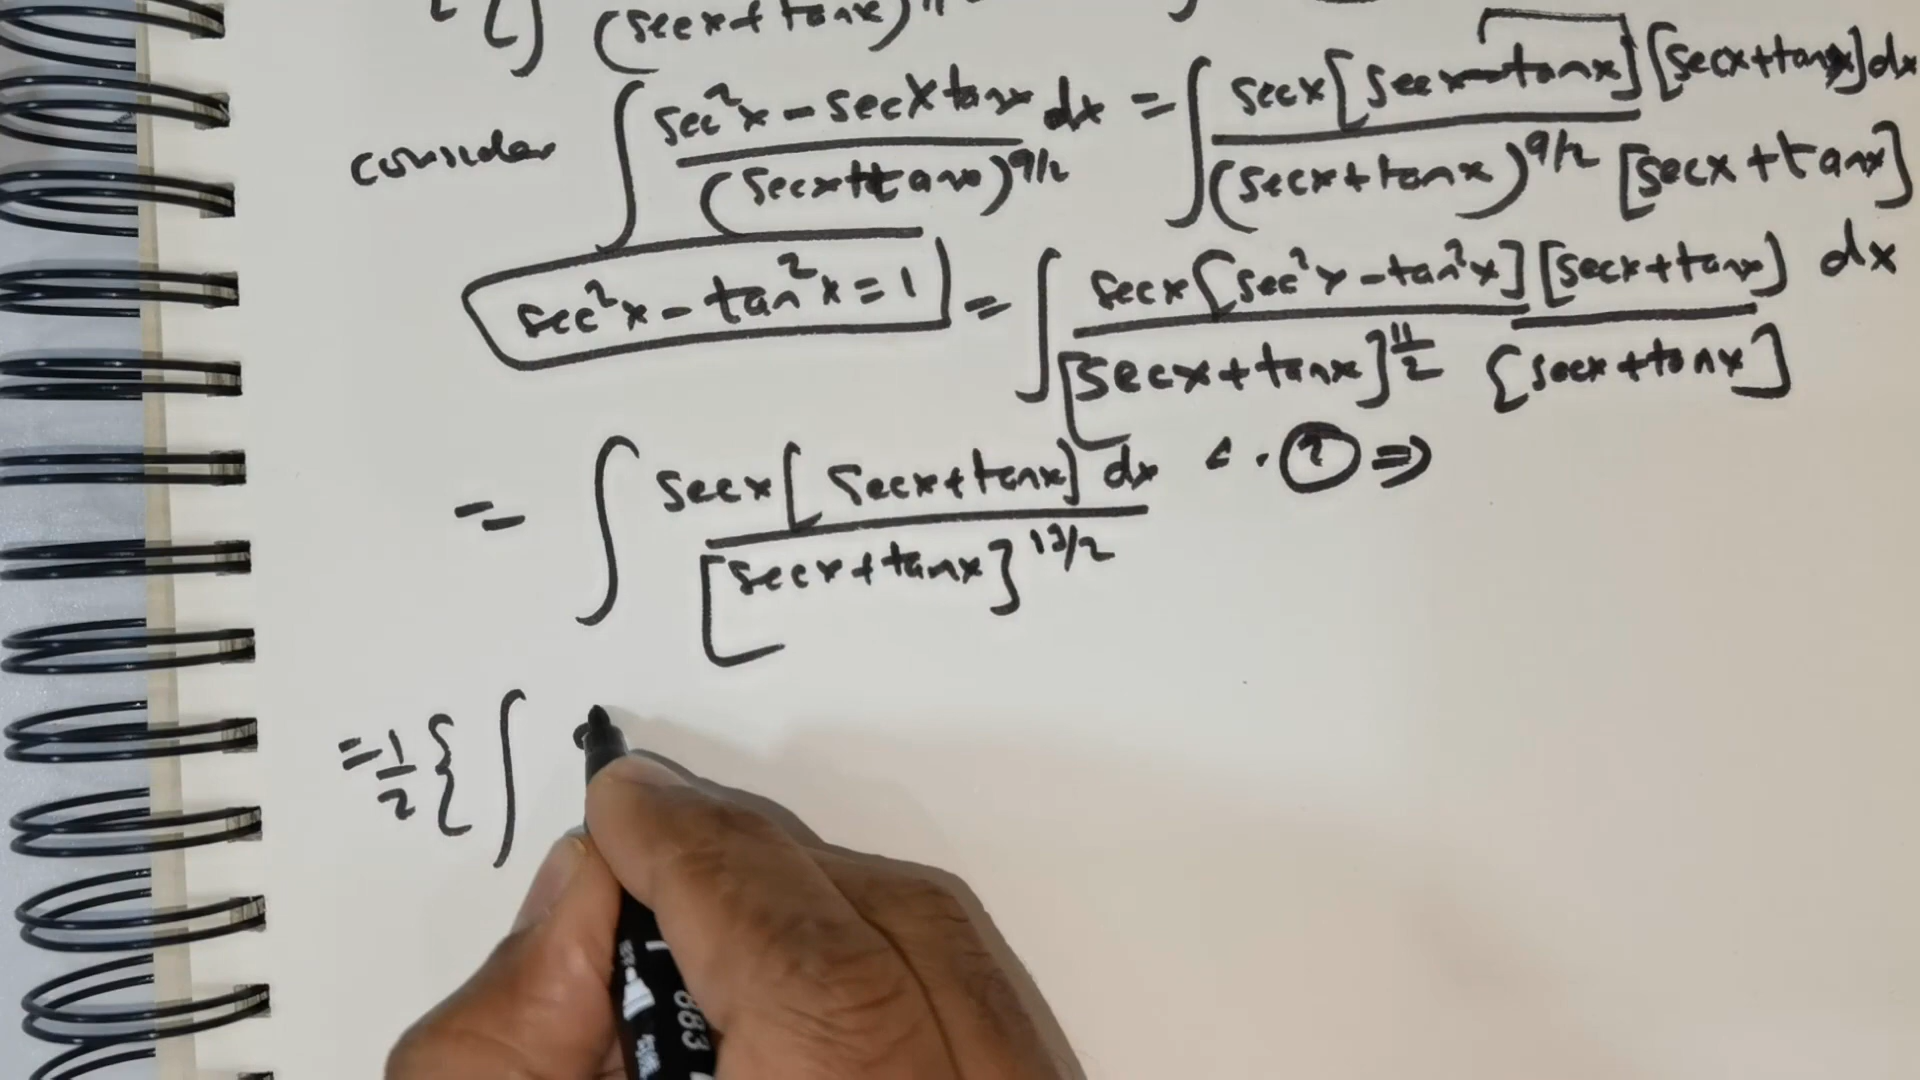 (secx+tanx)
consider ∫ sec²x - secx tanx / (secx+tanx)^9/2 dx = ∫ secx[secx-tanx] [secx+tanx]dx / (secx+tanx)^9/2 [secx+tanx]
sec²x - tan²x = 1 = ∫ secx[sec²x - tan²x] [secx+tanx] dx / [secx+tanx]^11/2 {secx+tanx]
= ∫ secx[secx+tanx] dx / [secx+tanx]^13/2 ⇒
= 1/2 { ∫
883